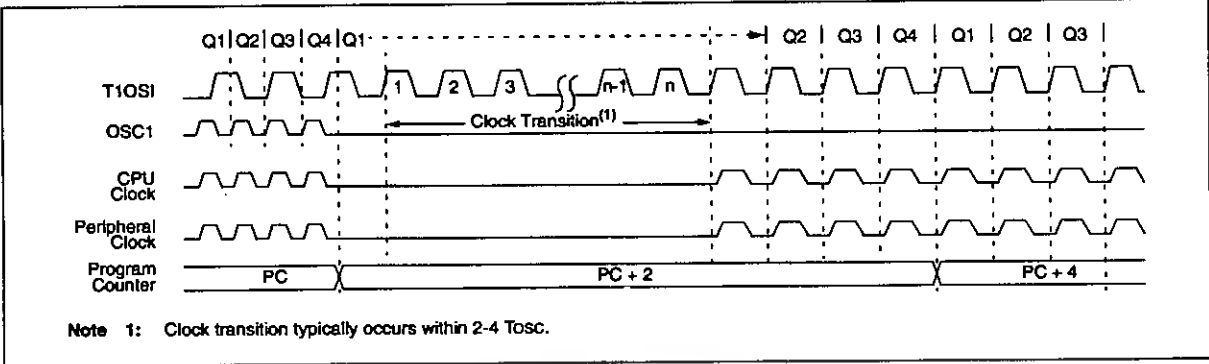 Q1 | Q2 | Q3 | Q4 | Q1 | Q2 | Q3 | Q4 | Q1 | Q2 | Q3 |
T1OSI
1 2 3 n-1 n
OSC1
Clock Transition(1)
CPU
Clock
Peripheral
Clock
Program
Counter
PC
PC + 2
PC + 4
Note 1: Clock transition typically occurs within 2-4 TOSC.